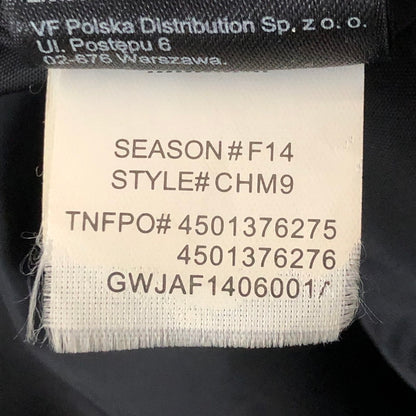 VF Polska Distribution Sp. z o. o.
Ul. Postępu 6
02-676 Warszawa.
SEASON#F14
STYLE#CHM9
TNFPO# 4501376275
4501376276